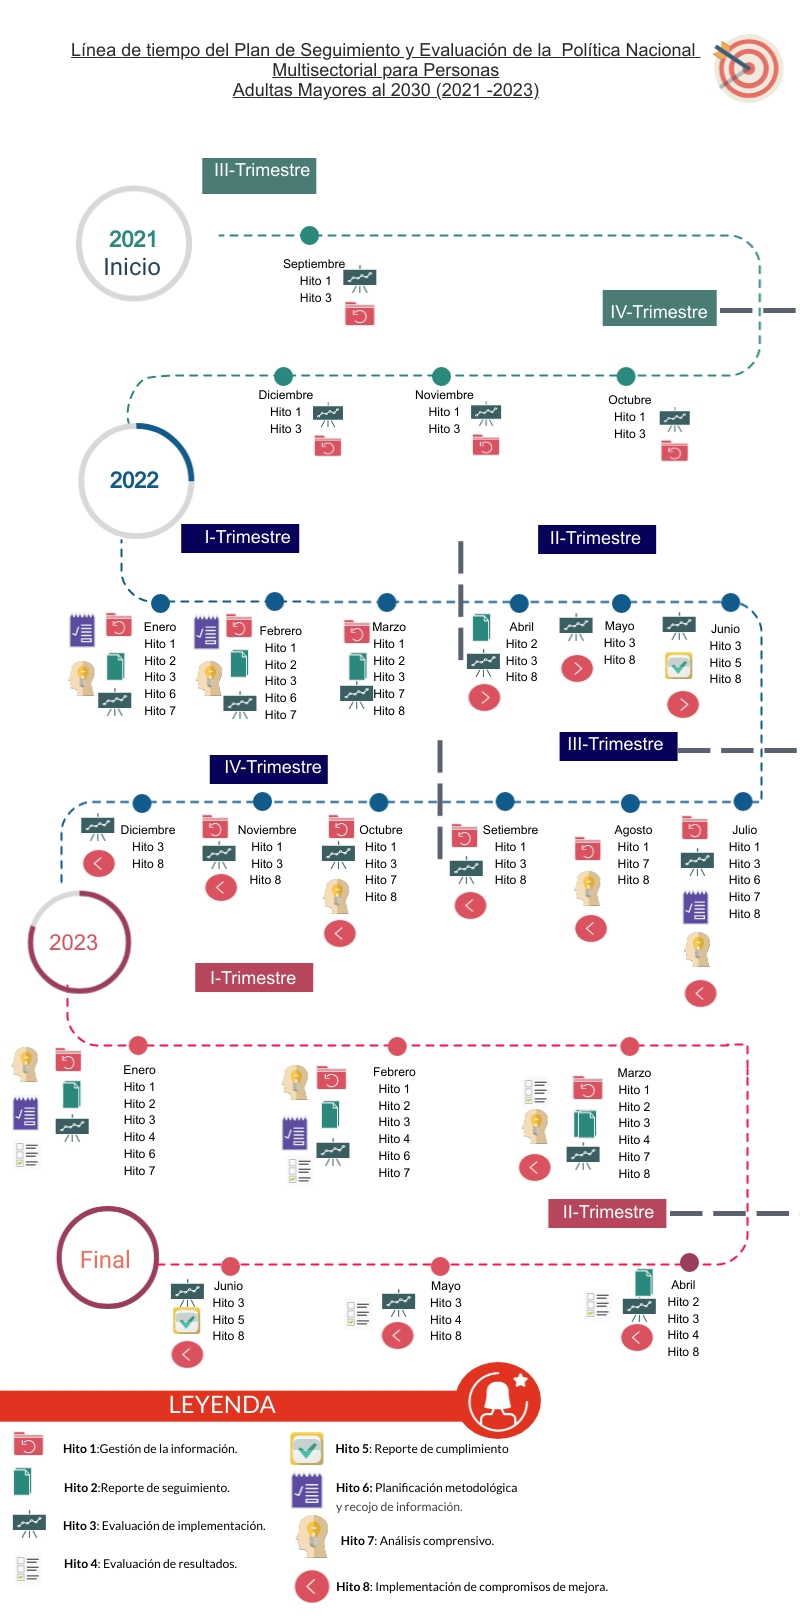 Línea de tiempo del Plan de Seguimiento y Evaluación de la Política Nacional
Multisectorial para Personas
Adultas Mayores al 2030 (2021 -2023)
III-Trimestre
2021
Inicio
Septiembre
Hito 1
Hito 3
IV-Trimestre
Diciembre
Hito 1
Hito 3
Noviembre
Hito 1
Hito 3
Octubre
Hito 1
Hito 3
2022
I-Trimestre
II-Trimestre
Enero
Hito 1
Hito 2
Hito 3
Hito 6
Hito 7
Febrero
Hito 1
Hito 2
Hito 3
Hito 6
Hito 7
Marzo
Hito 1
Hito 2
Hito 3
Hito 7
Hito 8
Abril
Hito 2
Hito 3
Hito 8
Mayo
Hito 3
Hito 8
Junio
Hito 3
Hito 5
Hito 8
III-Trimestre
IV-Trimestre
Diciembre
Hito 3
Hito 8
Noviembre
Hito 1
Hito 3
Hito 8
Octubre
Hito 1
Hito 3
Hito 7
Hito 8
Setiembre
Hito 1
Hito 3
Hito 8
Agosto
Hito 1
Hito 7
Hito 8
Julio
Hito 1
Hito 3
Hito 6
Hito 7
Hito 8
2023
I-Trimestre
Enero
Hito 1
Hito 2
Hito 3
Hito 4
Hito 6
Hito 7
Febrero
Hito 1
Hito 2
Hito 3
Hito 4
Hito 6
Hito 7
Marzo
Hito 1
Hito 2
Hito 3
Hito 4
Hito 7
Hito 8
II-Trimestre
Final
Junio
Hito 3
Hito 5
Hito 8
Mayo
Hito 3
Hito 4
Hito 8
Abril
Hito 2
Hito 3
Hito 4
Hito 8
LEYENDA
Hito 1:Gestión de la información.
Hito 2:Reporte de seguimiento.
Hito 3: Evaluación de implementación.
Hito 4: Evaluación de resultados.
Hito 5: Reporte de cumplimiento
Hito 6: Planificación metodológica
y recojo de información.
Hito 7: Análisis comprensivo.
Hito 8: Implementación de compromisos de mejora.